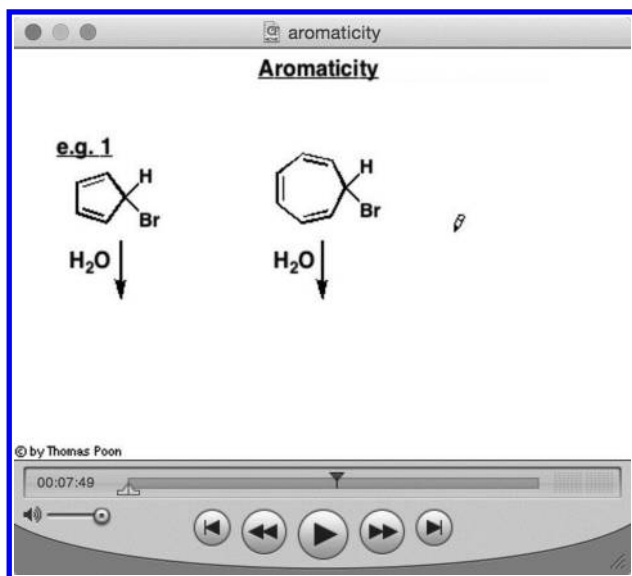 aromaticity
Aromaticity
e.g. 1
H
Br
H
Br
H₂O
H₂O
© by Thomas Poon
00:07:49